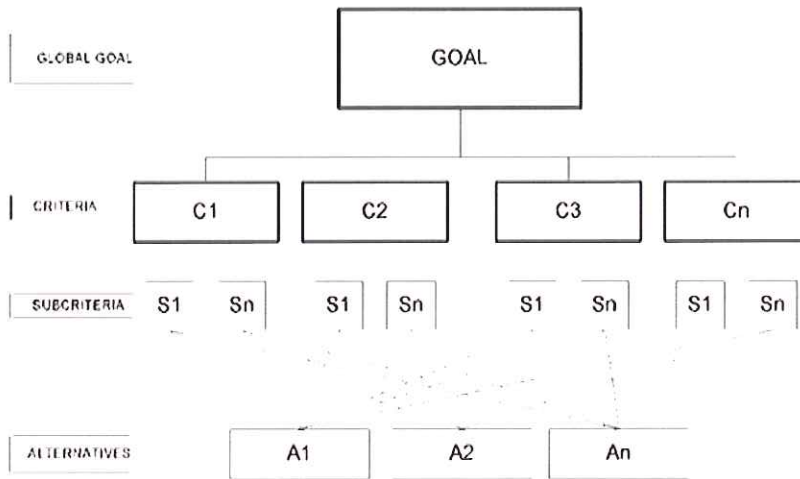 GLOBAL GOAL
GOAL
CRITERIA
C1
C2
C3
Cn
SUBCRITERIA
S1
Sn
S1
Sn
S1
Sn
S1
Sn
ALTERNATIVES
A1
A2
An